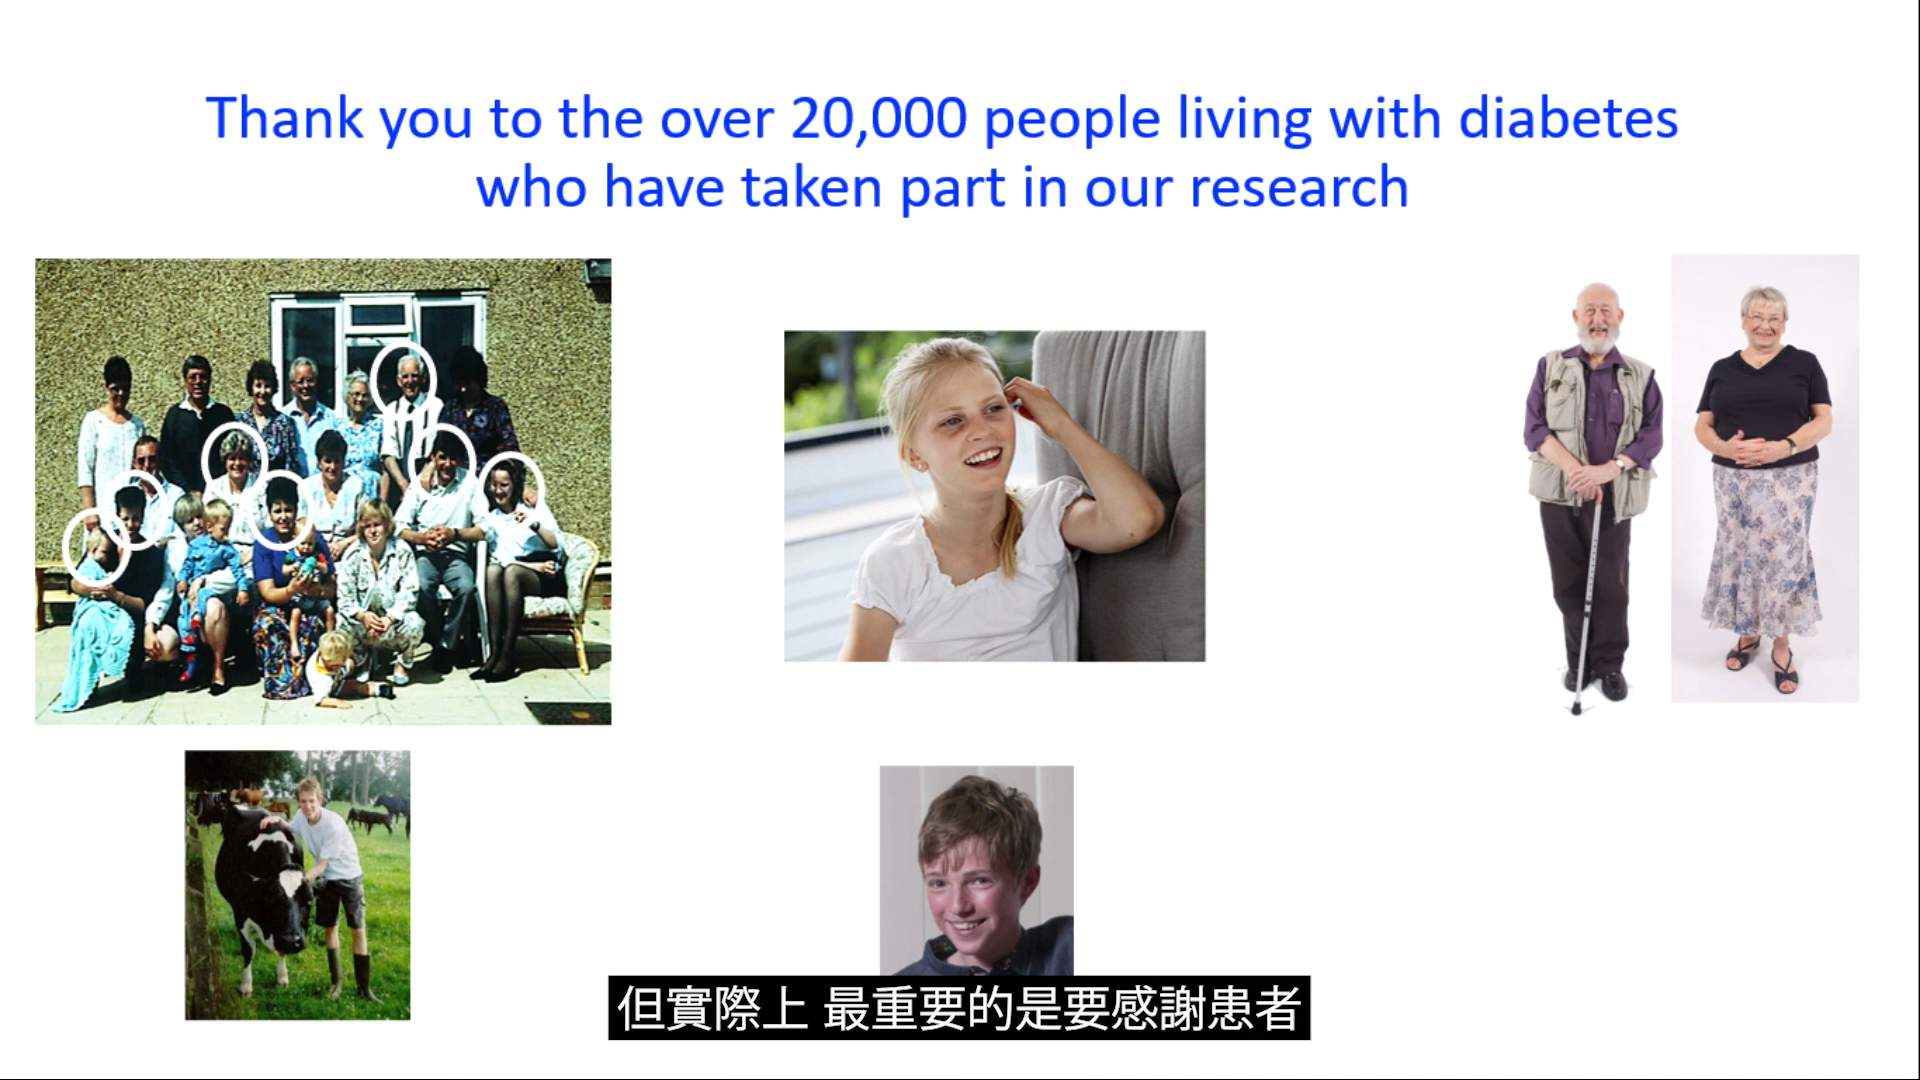 Thank you to the over 20,000 people living with diabetes
who have taken part in our research
但實際上 最重要的是要感謝患者